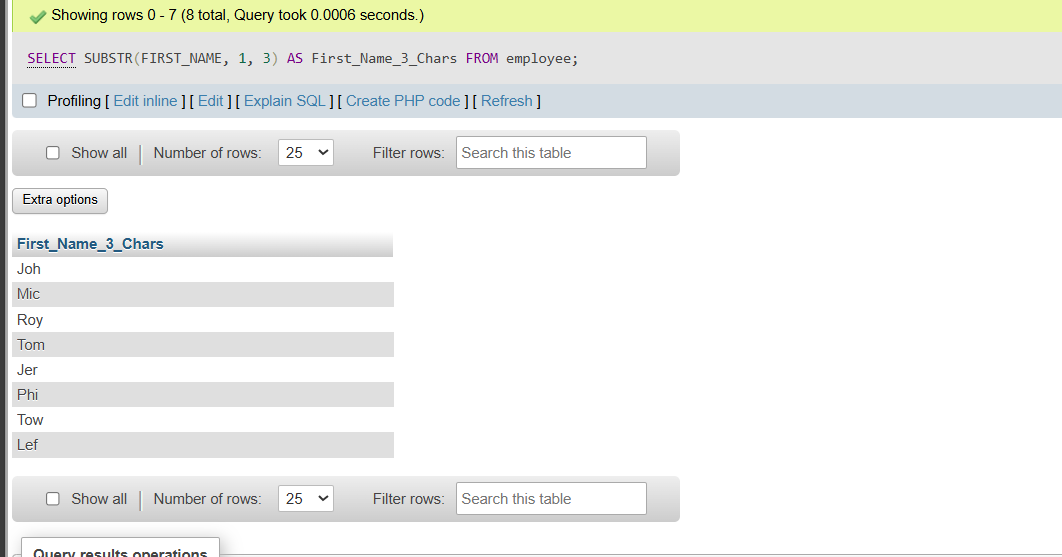 Showing rows 0 - 7 (8 total, Query took 0.0006 seconds.)
SELECT SUBSTR(FIRST_NAME, 1, 3) AS First_Name_3_Chars FROM employee;
Profiling [ Edit inline ] [ Edit ] [ Explain SQL ] [ Create PHP code ] [ Refresh ]
Show all | Number of rows: 25 Filter rows: Search this table
Extra options
First_Name_3_Chars
Joh
Mic
Roy
Tom
Jer
Phi
Tow
Lef
Show all | Number of rows: 25 Filter rows: Search this table
Query results operations